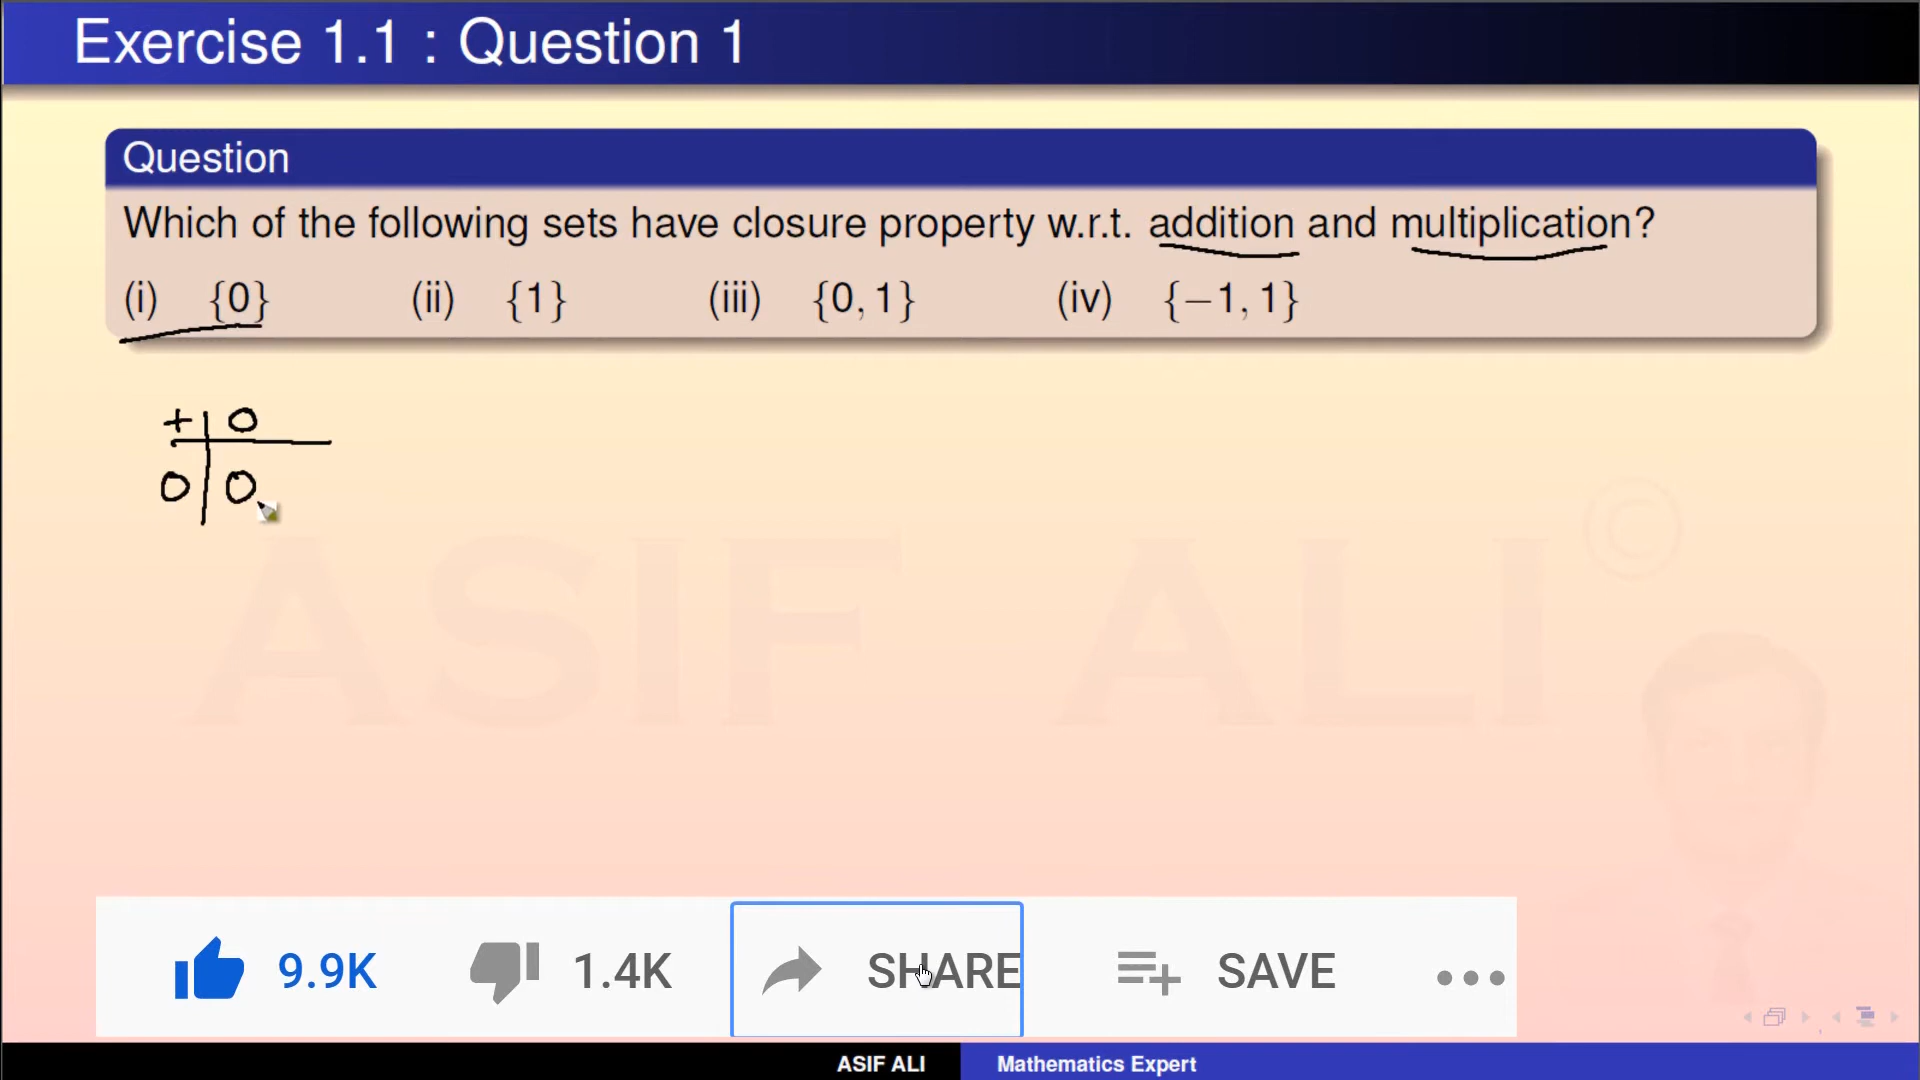 Exercise 1.1 : Question 1
Question
Which of the following sets have closure property w.r.t. addition and multiplication?
(i) {0} (ii) {1} (iii) {0, 1} (iv) {−1, 1}
+ 0
0 0
ASIF ALI ©
9.9K 1.4K SHARE SAVE
ASIF ALI Mathematics Expert